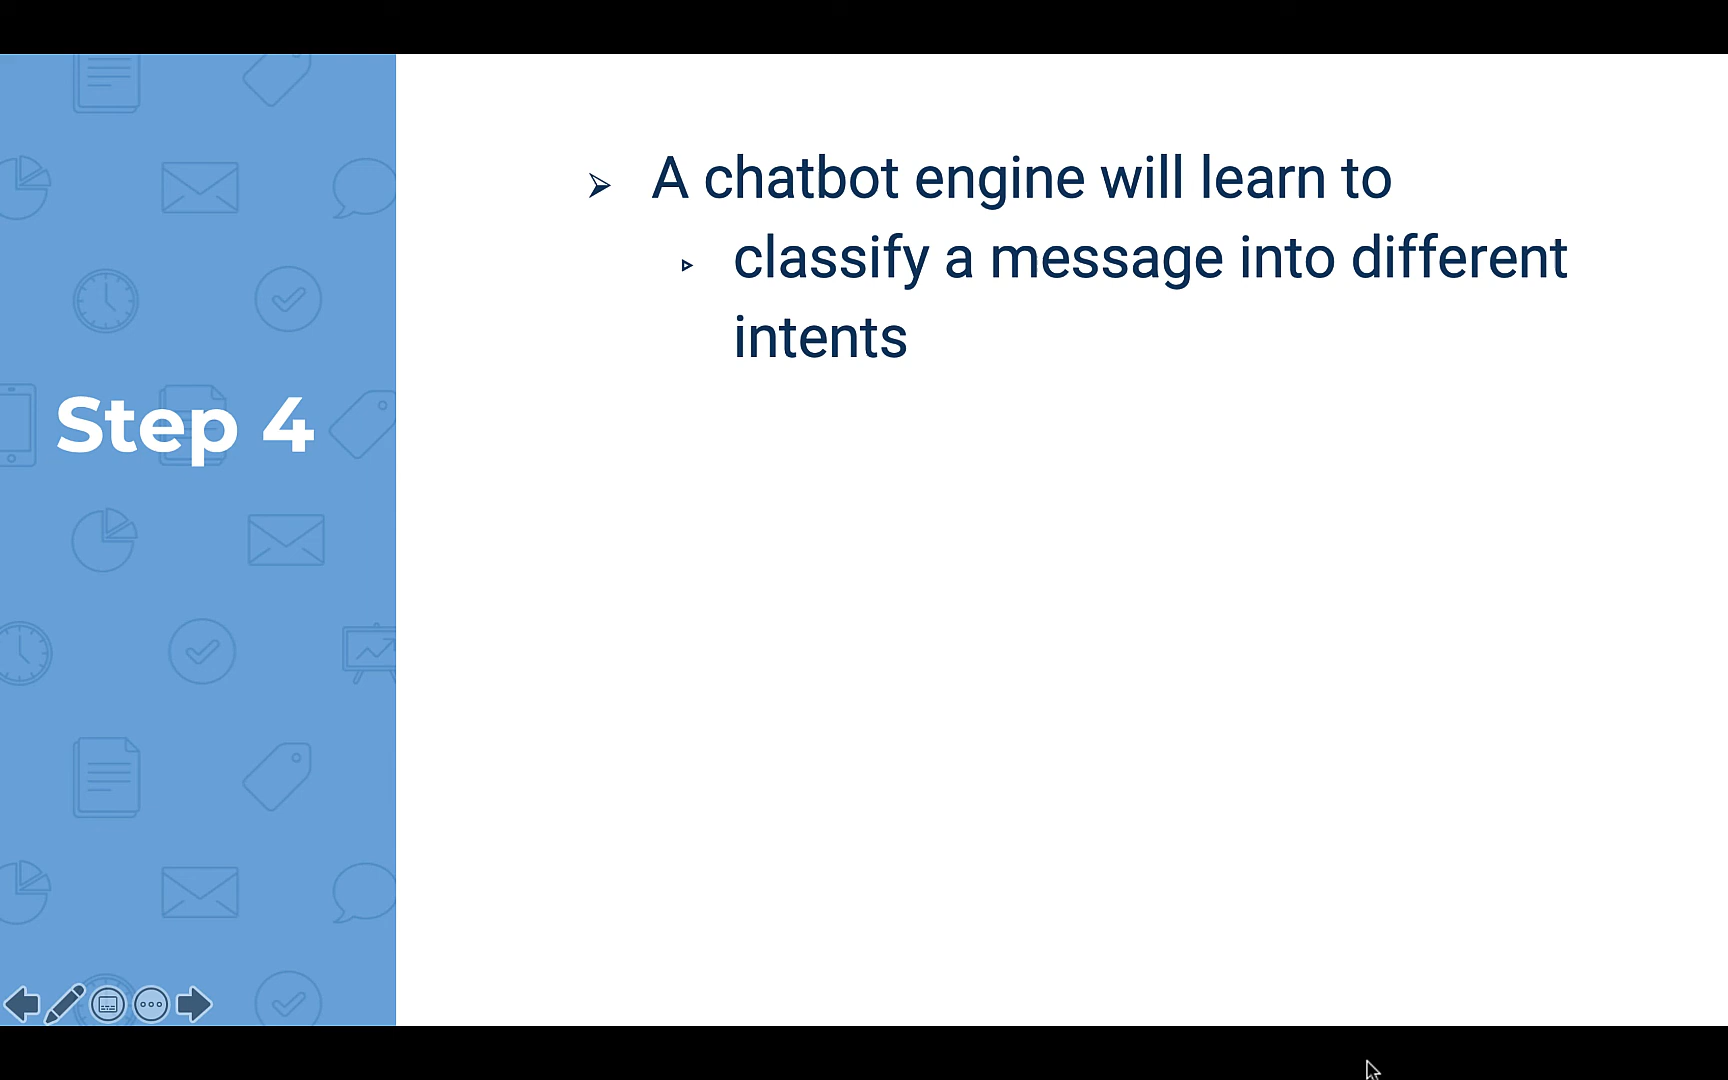 Step 4
A chatbot engine will learn to
classify a message into different
intents